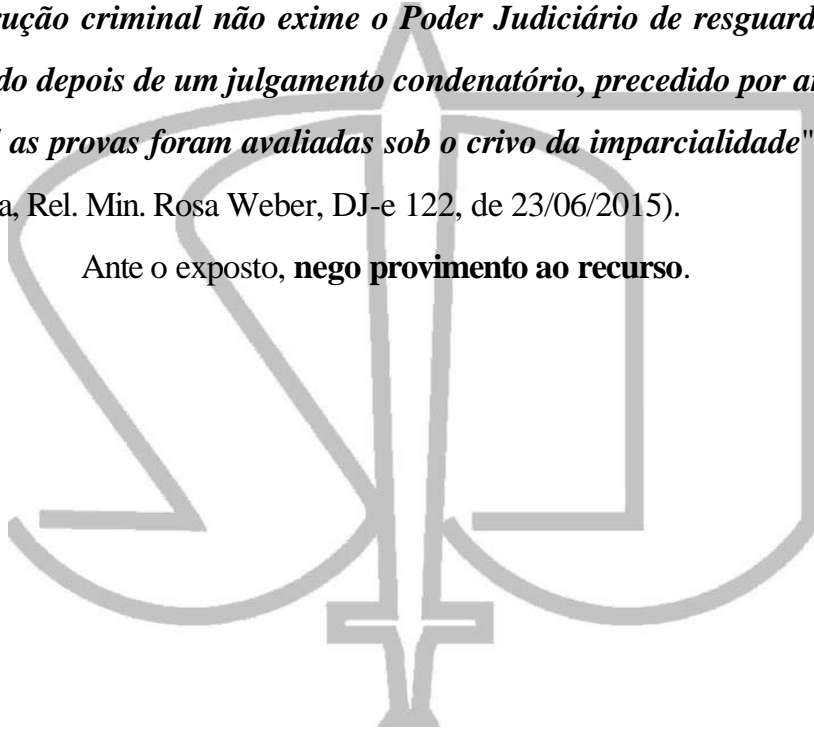 rução criminal não exime o Poder Judiciário de resguard
do depois de um julgamento condenatório, precedido por
as provas foram avaliadas sob o crivo da imparcialidade"
a, Rel. Min. Rosa Weber, DJ-e 122, de 23/06/2015).
Ante o exposto, nego provimento ao recurso.